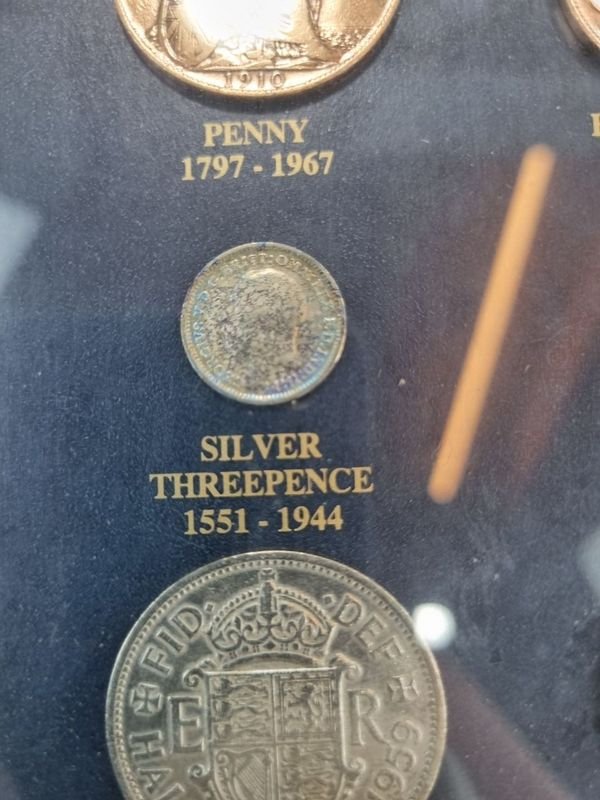 1910
PENNY
1797 - 1967
SILVER
THREEPENCE
1551 - 1944
FID · DEF
E R
1959